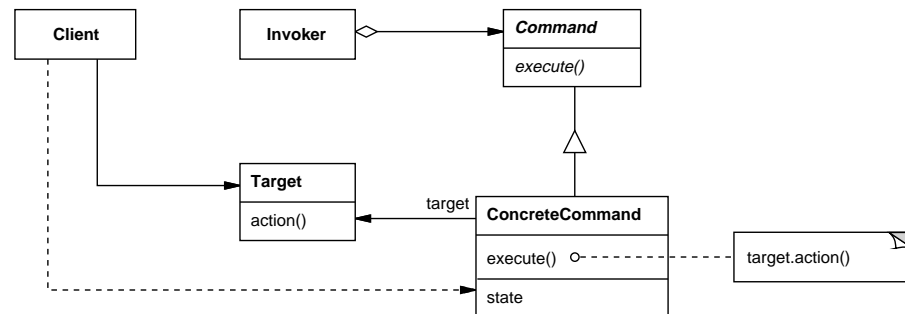 Client
Invoker
Command
execute()
Target
action()
target
ConcreteCommand
execute()
state
target.action()